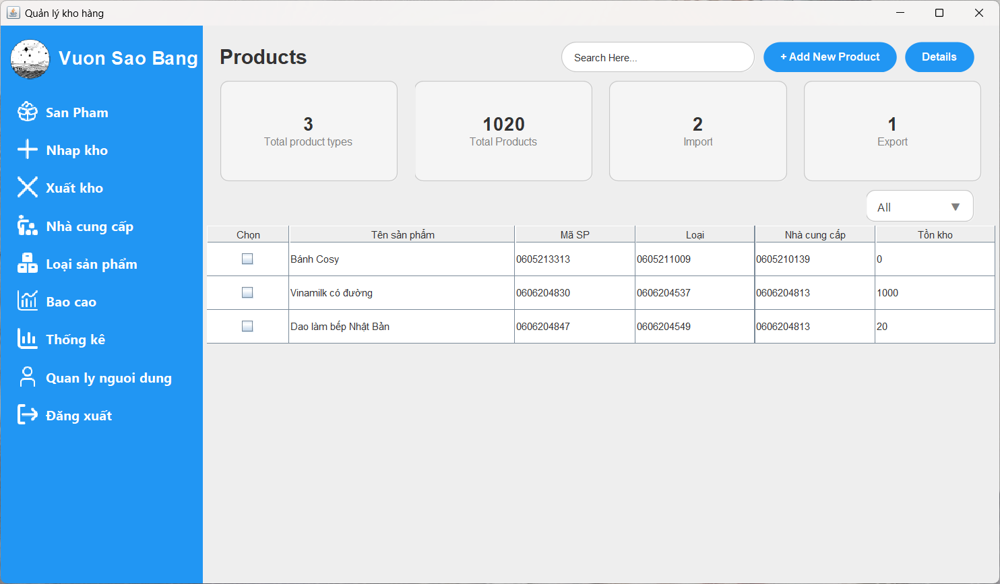 Quản lý kho hàng
Vuon Sao Bang
San Pham
Nhap kho
Xuất kho
Nhà cung cấp
Loại sản phẩm
Bao cao
Thống kê
Quan ly nguoi dung
Đăng xuất
Products
Search Here...
+ Add New Product
Details
3
Total product types
1020
Total Products
2
Import
1
Export
All
Chọn Tên sản phẩm Mã SP Loại Nhà cung cấp Tồn kho
Bánh Cosy 0605213313 0605211009 0605210139 0
Vinamilk có đường 0606204830 0606204537 0606204813 1000
Dao làm bếp Nhật Bản 0606204847 0606204549 0606204813 20